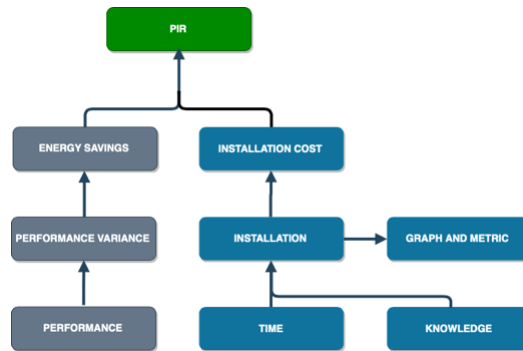 PIR
ENERGY SAVINGS
INSTALLATION COST
PERFORMANCE VARIANCE
INSTALLATION
GRAPH AND METRIC
PERFORMANCE
TIME
KNOWLEDGE